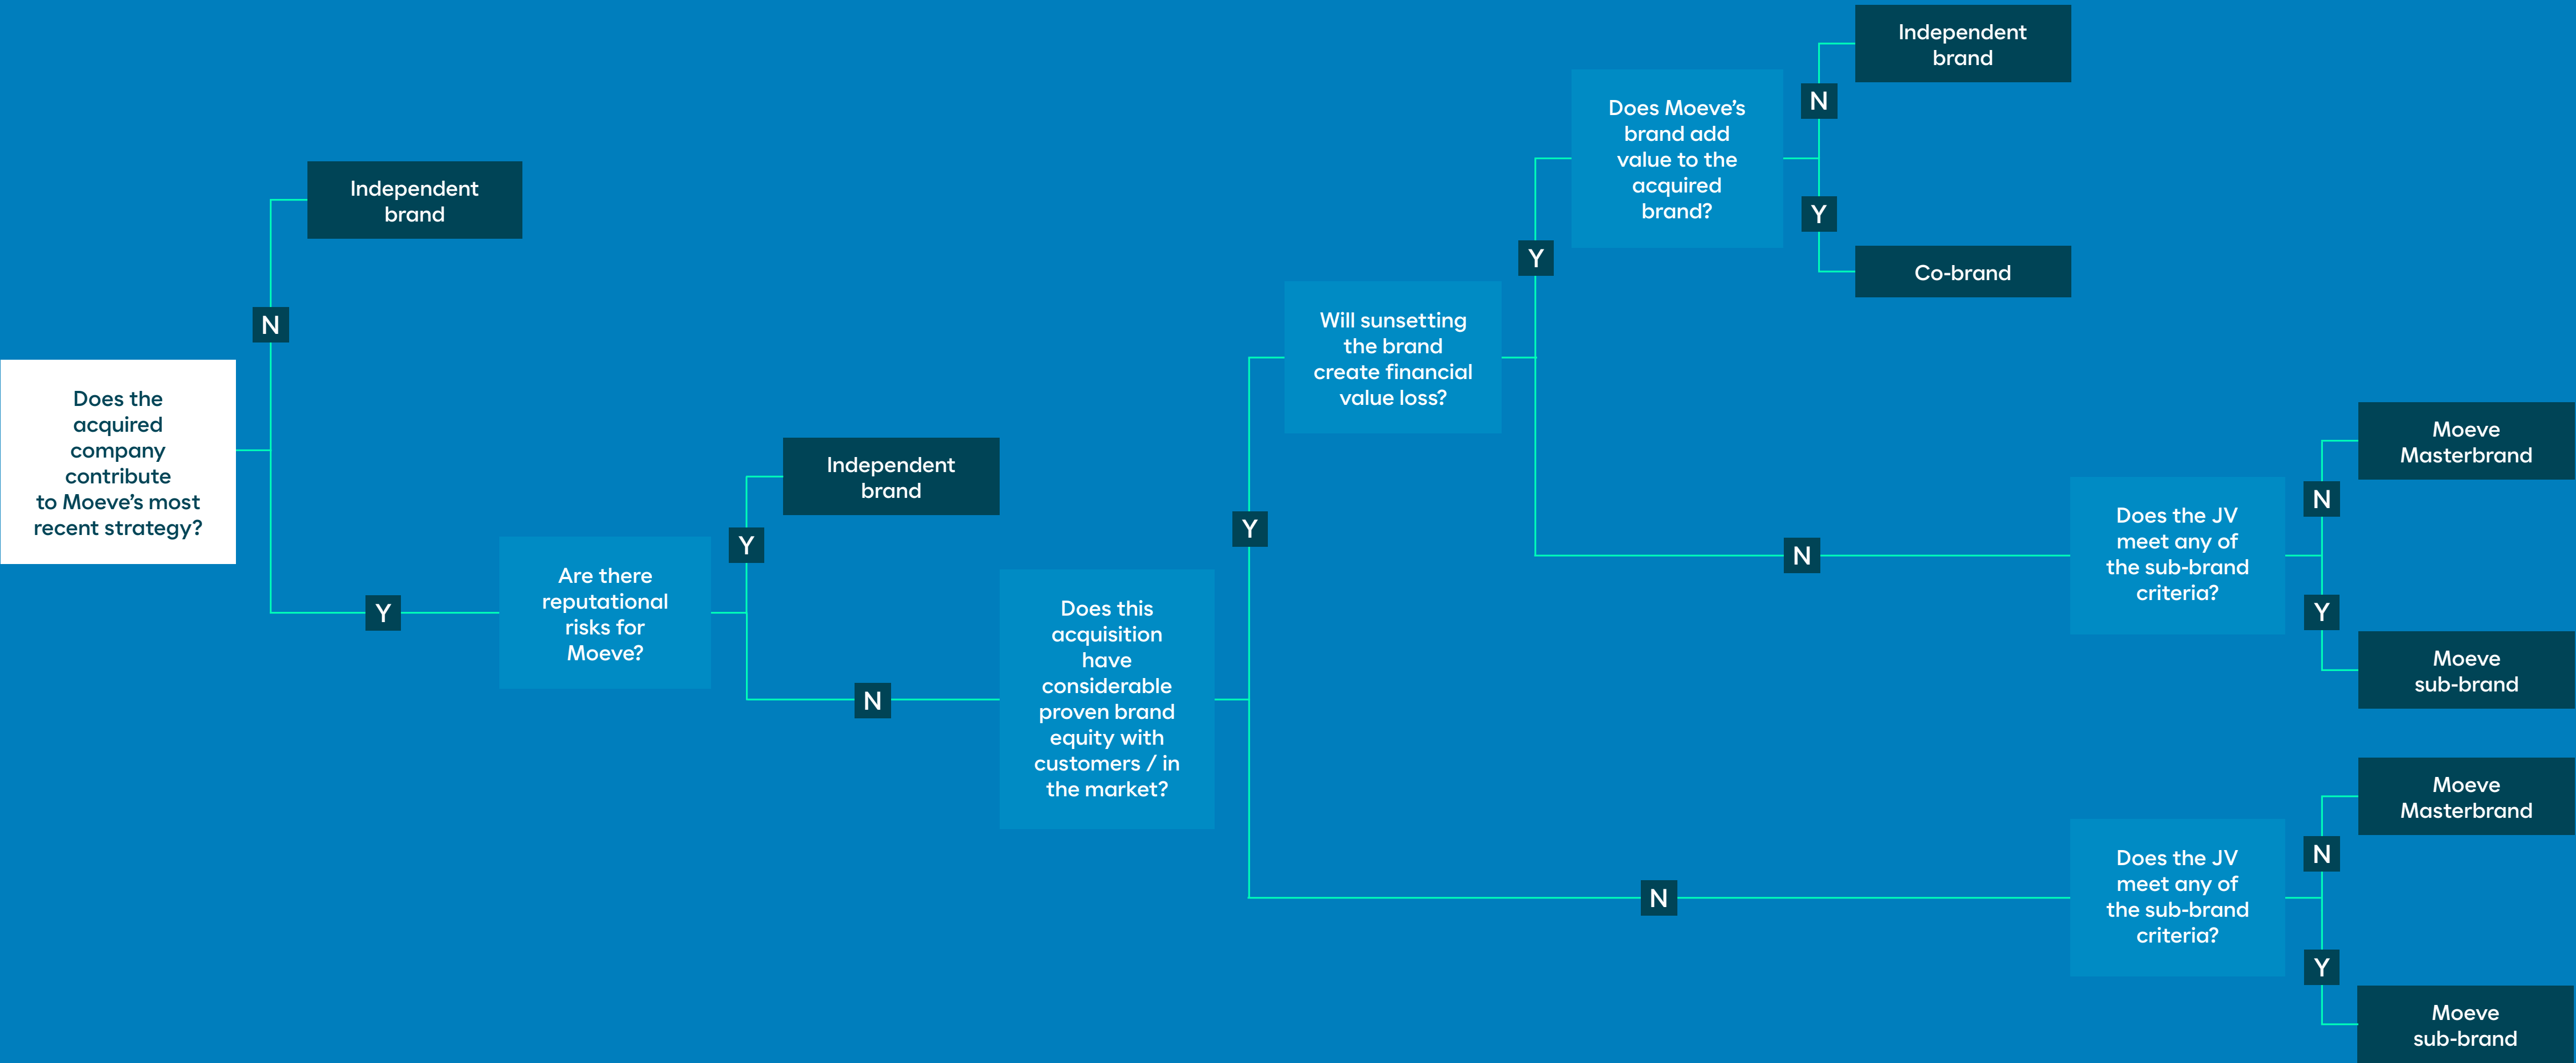 Does the
acquired
company
contribute
to Moeve’s most
recent strategy?
N
Independent
brand
Y
Are there
reputational
risks for
Moeve?
Y
Independent
brand
N
Does this
acquisition
have
considerable
proven brand
equity with
customers / in
the market?
Y
Will sunsetting
the brand
create financial
value loss?
Y
Does Moeve’s
brand add
value to the
acquired
brand?
N
Independent
brand
Y
Co-brand
N
Does the JV
meet any of
the sub-brand
criteria?
N
Moeve
Masterbrand
Y
Moeve
sub-brand
N
Does the JV
meet any of
the sub-brand
criteria?
N
Moeve
Masterbrand
Y
Moeve
sub-brand